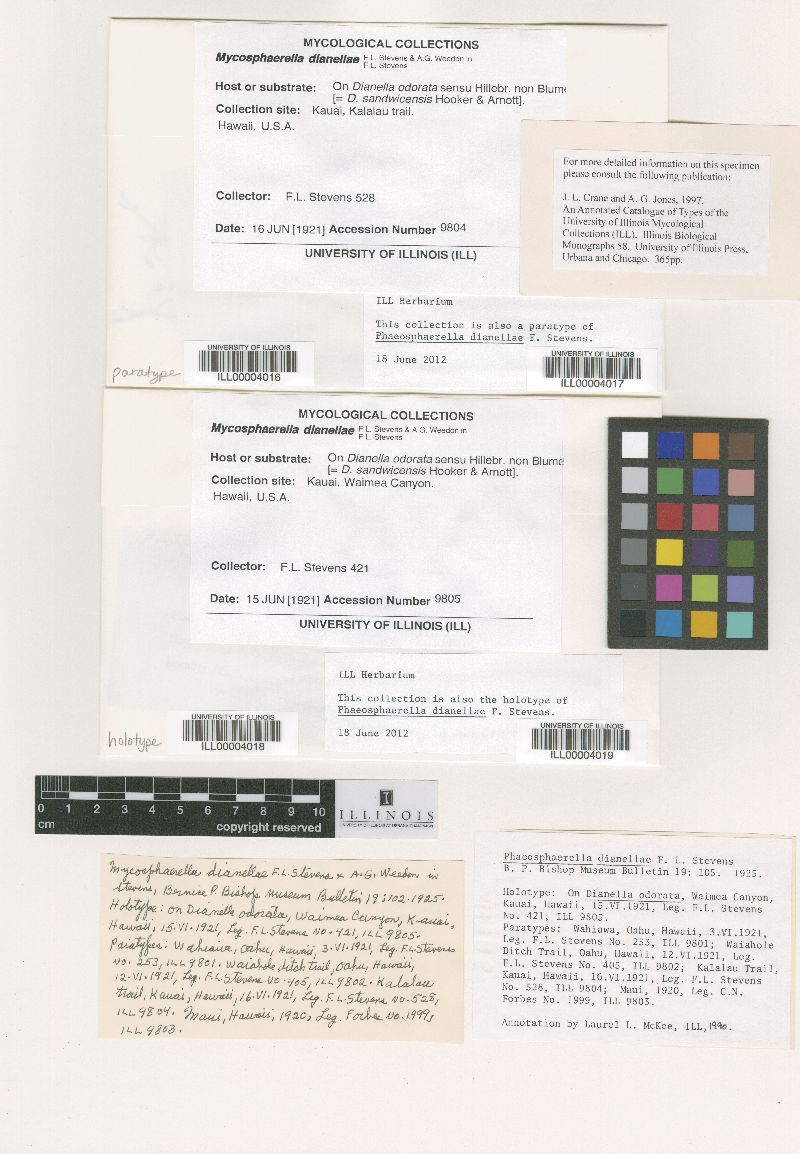 MYCOLOGICAL COLLECTIONS
Mycosphaerella dianellae F.L. Stevens & A.G. Weedon in
F.L. Stevens
Host or substrate: On Dianella odorata sensu Hillebr. non Blume
[= D. sandwicensis Hooker & Arnott].
Collection site: Kauai, Kalalau trail.
Hawaii, U.S.A.
Collector: F.L. Stevens 528
Date: 16 JUN [1921] Accession Number 9804
UNIVERSITY OF ILLINOIS (ILL)
For more detailed information on this specimen
please consult the following publication:
J. L. Crane and A. G. Jones, 1997.
An Annotated Catalogue of Types of the
University of Illinois Mycological
Collections (ILL). Illinois Biological
Monographs 58. University of Illinois Press,
Urbana and Chicago. 365pp.
ILL Herbarium
This collection is also a paratype of
Phaeosphaerella dianellae F. Stevens.
18 June 2012
UNIVERSITY OF ILLINOIS
ILL00004016
UNIVERSITY OF ILLINOIS
ILL00004017
paratype
MYCOLOGICAL COLLECTIONS
Mycosphaerella dianellae F.L. Stevens & A.G. Weedon in
F.L. Stevens
Host or substrate: On Dianella odorata sensu Hillebr. non Blume
[= D. sandwicensis Hooker & Arnott].
Collection site: Kauai, Waimea Canyon.
Hawaii, U.S.A.
Collector: F.L. Stevens 421
Date: 15 JUN [1921] Accession Number 9805
UNIVERSITY OF ILLINOIS (ILL)
ILL Herbarium
This collection is also the holotype of
Phaeosphaerella dianellae F. Stevens.
18 June 2012
UNIVERSITY OF ILLINOIS
ILL00004018
UNIVERSITY OF ILLINOIS
ILL00004019
holotype
0 1 2 3 4 5 6 7 8 9 10
cm
copyright reserved
I
ILLINOIS
UNIVERSITY OF ILLINOIS AT URBANA-CHAMPAIGN
Mycosphaerella dianellae F.L. Stevens & A.G. Weedon in
Stevens, Bernice P. Bishop Museum Bulletin 19:102.1925.
Holotype: on Dianella odorata, Waimea Canyon, Kauai,
Hawaii, 15.VI.1921, Leg. F.L. Stevens No. 421, ILL 9805.
Paratypes: Wahiawa, Oahu, Hawaii, 3.VI.1921, Leg. F.L. Stevens
No. 253, ILL 9801. Waiahole ditch trail, Oahu, Hawaii,
12.VI.1921, Leg. F.L. Stevens No. 405, ILL 9802. Kalalau
trail, Kauai, Hawaii, 16.VI.1921, Leg. F.L. Stevens No. 528,
ILL 9804. Maui, Hawaii, 1920, Leg. Forbes No. 1999,
ILL 9803.
Phaeosphaerella dianellae F. L. Stevens
B. P. Bishop Museum Bulletin 19: 105. 1925.
Holotype: On Dianella odorata, Waimea Canyon,
Kauai, Hawaii, 15.VI.1921, Leg. F.L. Stevens
No. 421, ILL 9805.
Paratypes: Wahiawa, Oahu, Hawaii, 3.VI.1921,
Leg. F.L. Stevens No. 253, ILL 9801; Waiahole
Ditch Trail, Oahu, Hawaii, 12.VI.1921, Leg.
F.L. Stevens No. 405, ILL 9802; Kalalau Trail,
Kauai, Hawaii, 16.VI.1921, Leg. F.L. Stevens
No. 528, ILL 9804; Maui, 1920, Leg. C.N.
Forbes No. 1999, ILL 9803.
Annotation by Laurel L. McKee, ILL, 1990.